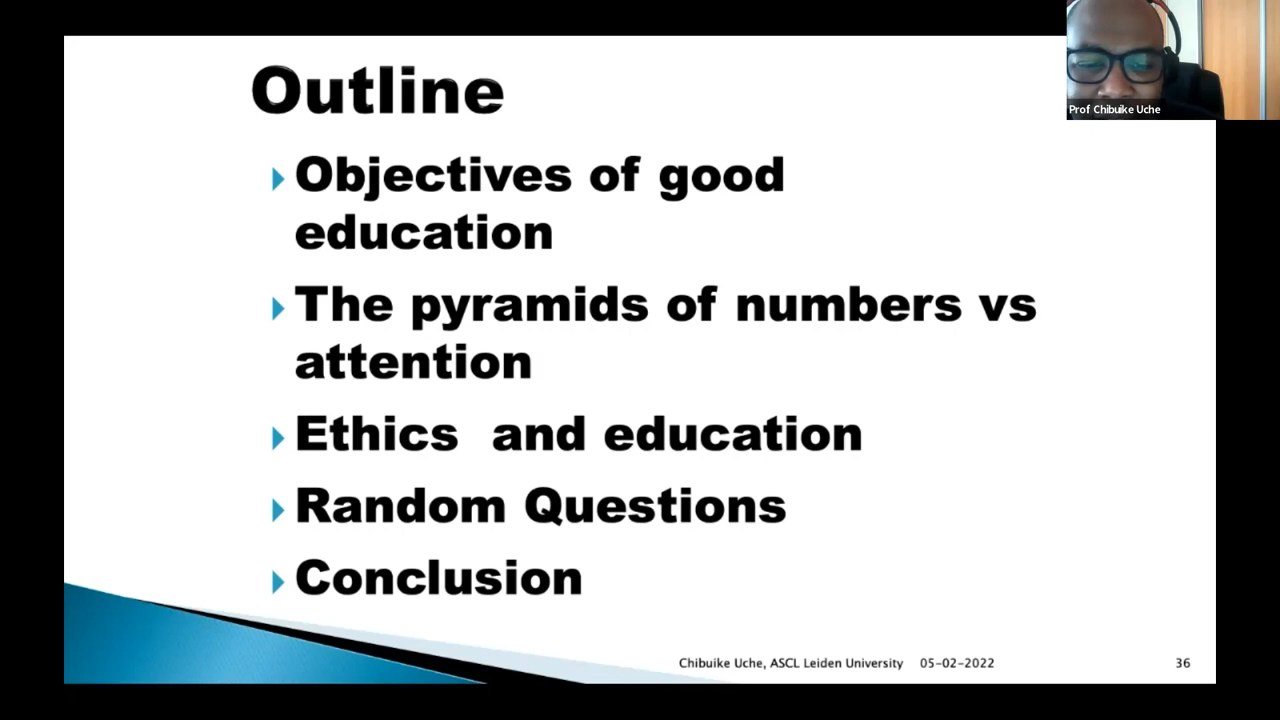 Outline
Prof Chibuike Uche
Objectives of good
education
The pyramids of numbers vs
attention
Ethics and education
Random Questions
Conclusion
Chibuike Uche, ASCL Leiden University 05-02-2022 36